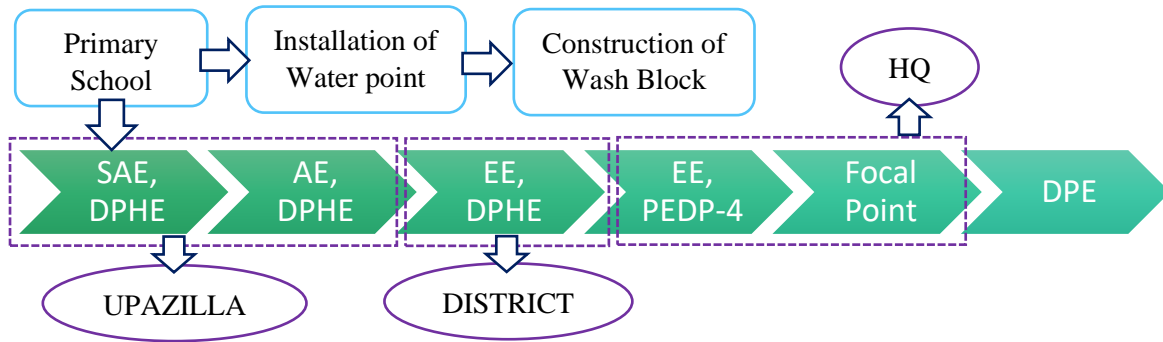 Primary
School
Installation of
Water point
Construction of
Wash Block
HQ
SAE,
DPHE
AE,
DPHE
EE,
DPHE
EE,
PEDP-4
Focal
Point
DPE
UPAZILLA
DISTRICT